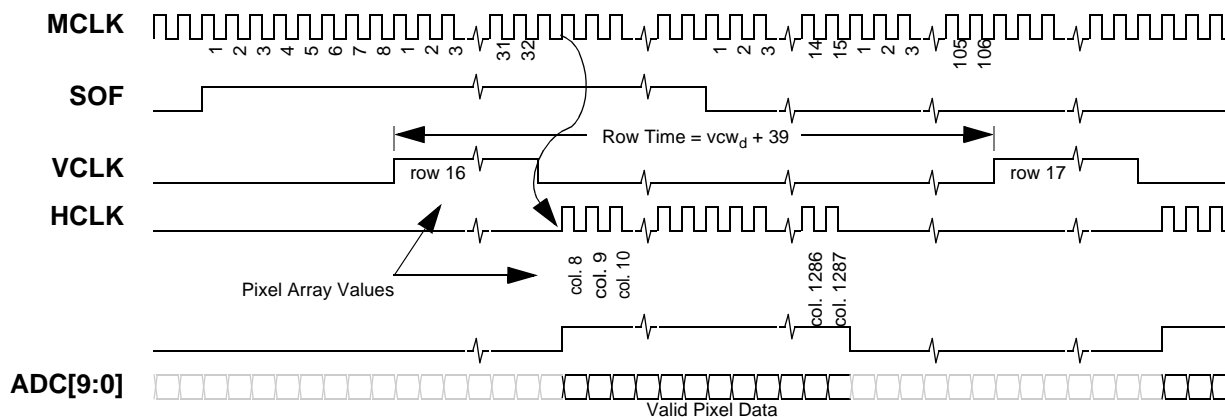 MCLK
1 2 3 4 5 6 7 8 1 2 3 31 32 1 2 3 14 15 1 2 3 105 106
SOF
Row Time = vcwd + 39
VCLK
row 16 row 17
HCLK
col. 8 col. 9 col. 10 col. 1286 col. 1287
Pixel Array Values
ADC[9:0]
Valid Pixel Data